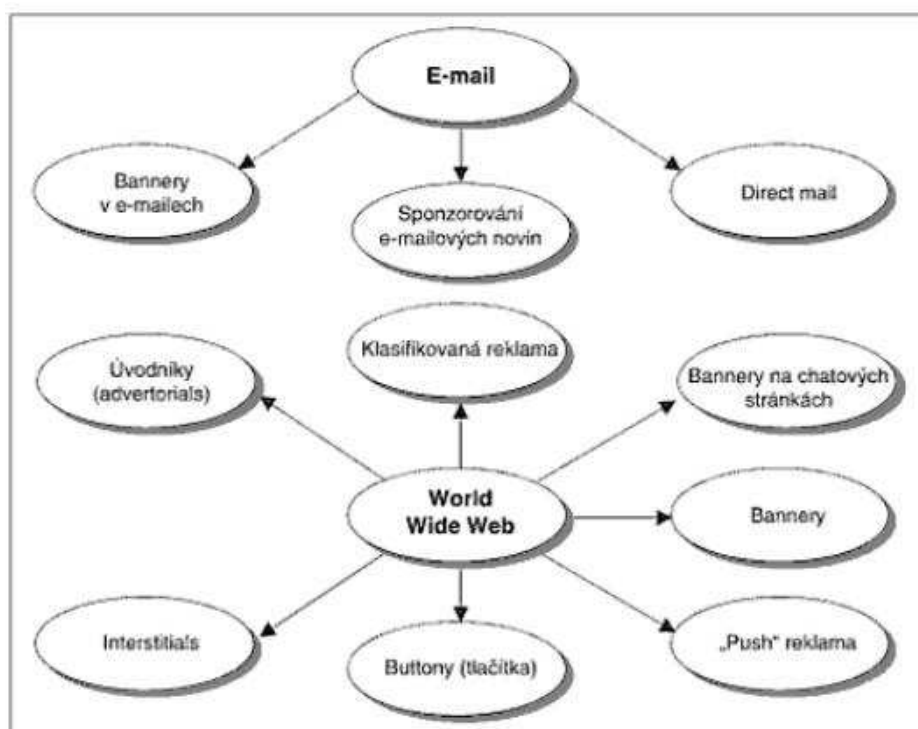 E-mail
Bannery
v e-mailech
Direct mail
Sponzorování
e-mailových novin
Klasifikovaná reklama
Úvodníky
(advertorials)
Bannery na chatových
stránkách
World
Wide Web
Bannery
Interstitials
Buttony (tlačítka)
„Push“ reklama